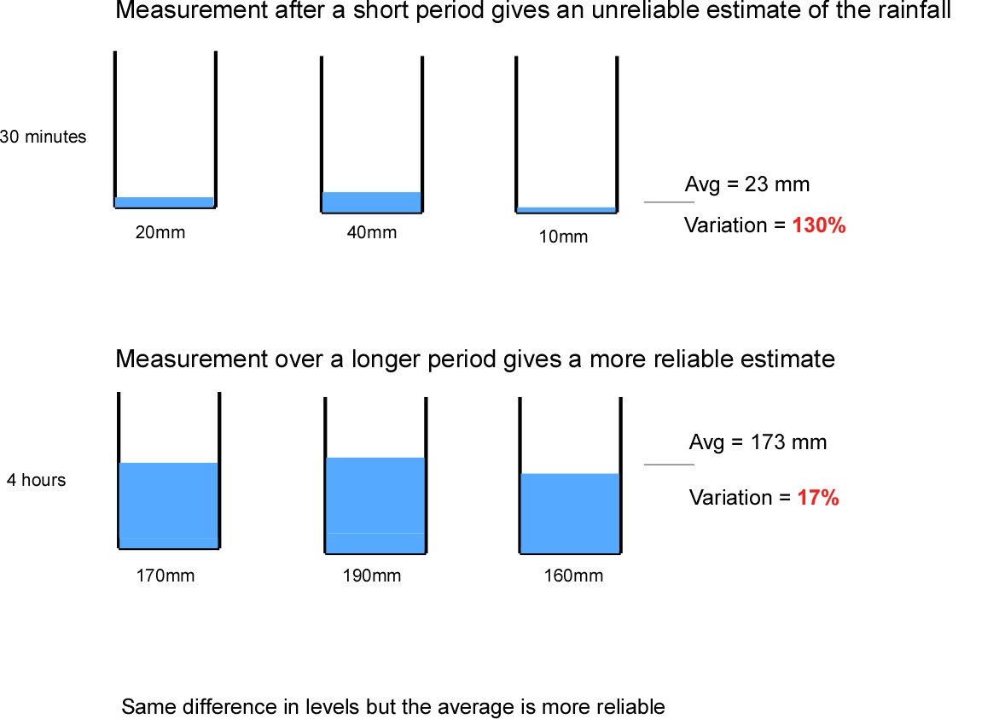 Measurement after a short period gives an unreliable estimate of the rainfall
30 minutes
Avg = 23 mm
Variation = 130%
20mm
40mm
10mm
Measurement over a longer period gives a more reliable estimate
Avg = 173 mm
4 hours
Variation = 17%
170mm
190mm
160mm
Same difference in levels but the average is more reliable